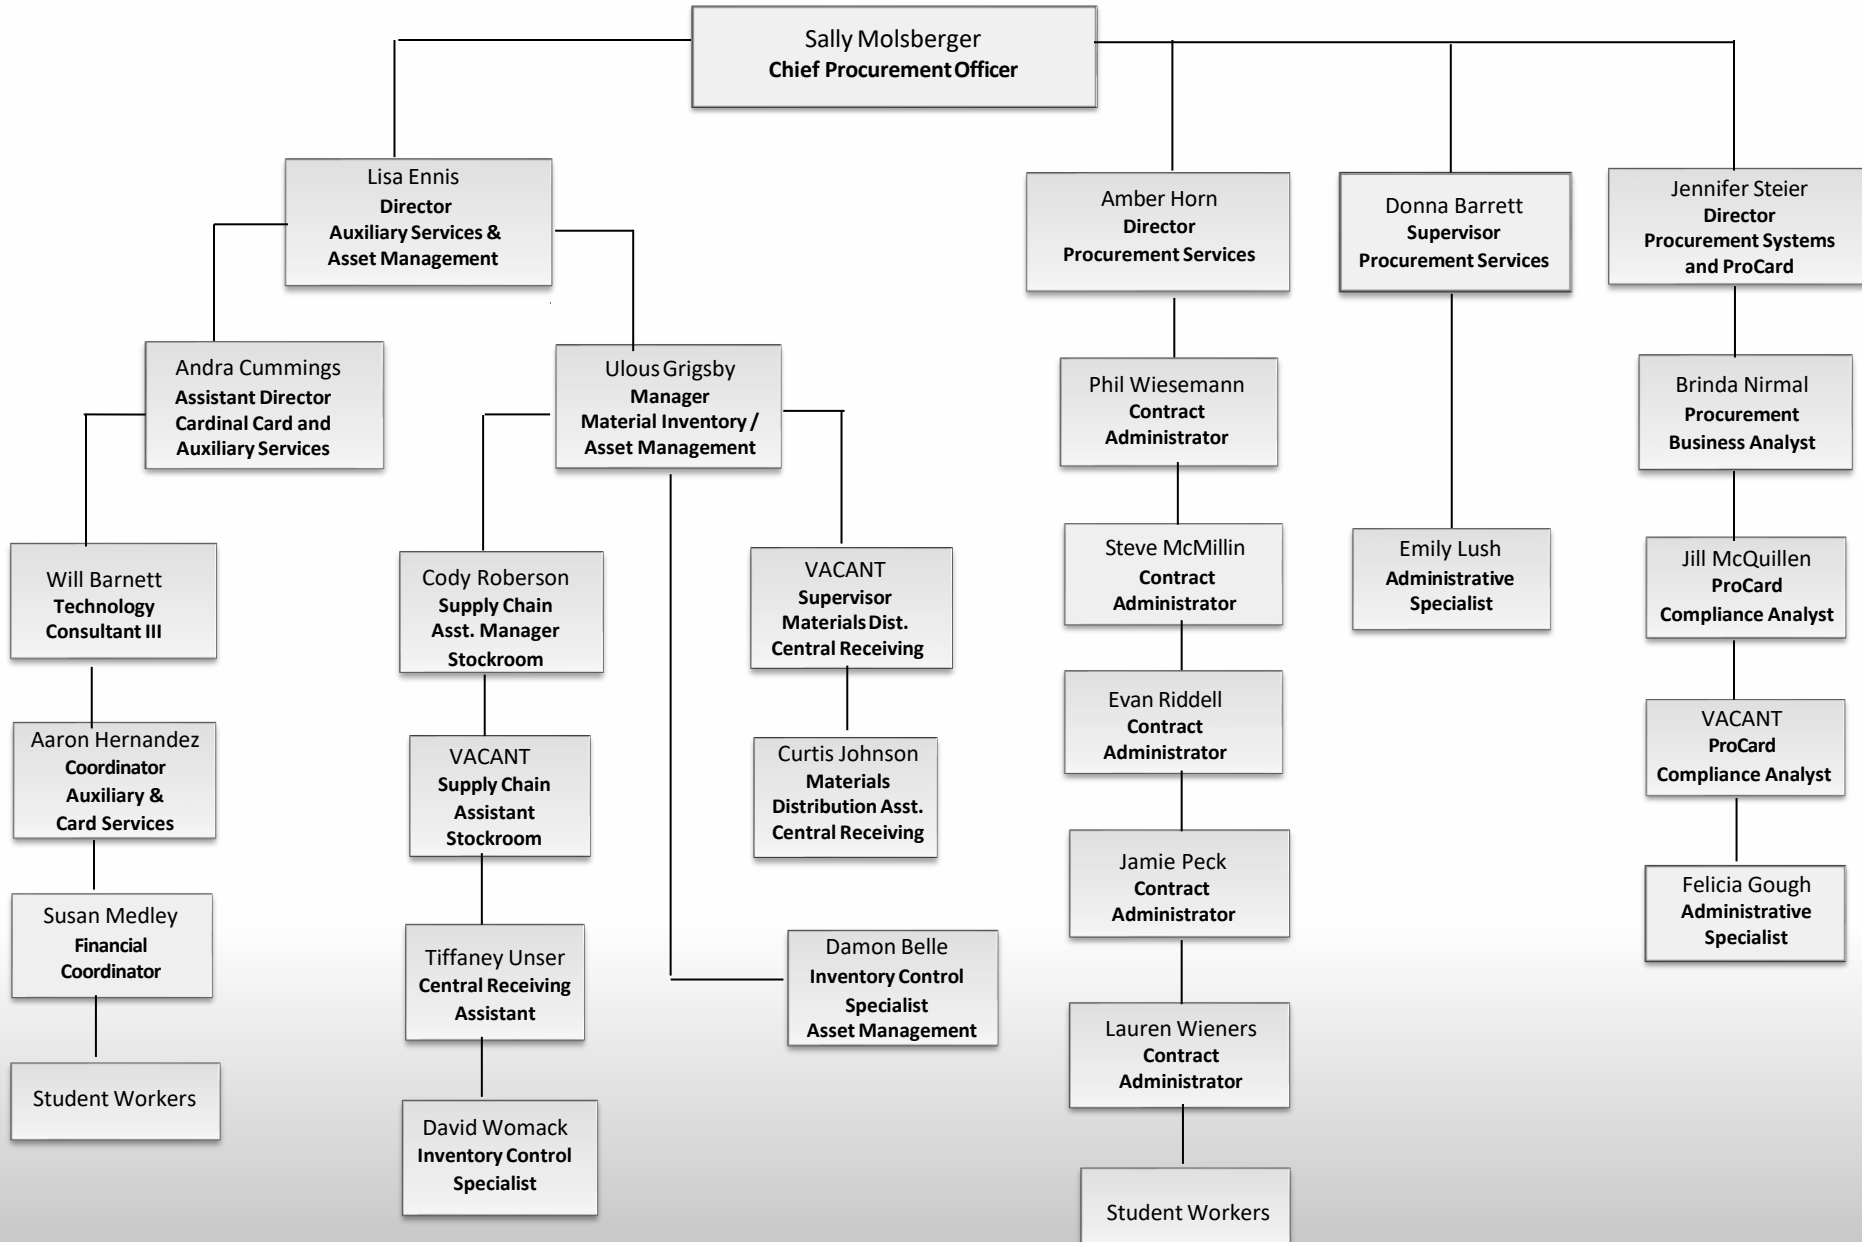 Sally Molsberger
Chief Procurement Officer
Lisa Ennis
Director
Auxiliary Services &
Asset Management
Amber Horn
Director
Procurement Services
Donna Barrett
Supervisor
Procurement Services
Jennifer Steier
Director
Procurement Systems
and ProCard
Andra Cummings
Assistant Director
Cardinal Card and
Auxiliary Services
Ulous Grigsby
Manager
Material Inventory /
Asset Management
Phil Wiesemann
Contract
Administrator
Brinda Nirmal
Procurement
Business Analyst
Will Barnett
Technology
Consultant III
Cody Roberson
Supply Chain
Asst. Manager
Stockroom
VACANT
Supervisor
Materials Dist.
Central Receiving
Steve McMillin
Contract
Administrator
Emily Lush
Administrative
Specialist
Jill McQuillen
ProCard
Compliance Analyst
Aaron Hernandez
Coordinator
Auxiliary &
Card Services
VACANT
Supply Chain
Assistant
Stockroom
Curtis Johnson
Materials
Distribution Asst.
Central Receiving
Evan Riddell
Contract
Administrator
VACANT
ProCard
Compliance Analyst
Susan Medley
Financial
Coordinator
Tiffaney Unser
Central Receiving
Assistant
Damon Belle
Inventory Control
Specialist
Asset Management
Jamie Peck
Contract
Administrator
Felicia Gough
Administrative
Specialist
Student Workers
David Womack
Inventory Control
Specialist
Lauren Wieners
Contract
Administrator
Student Workers